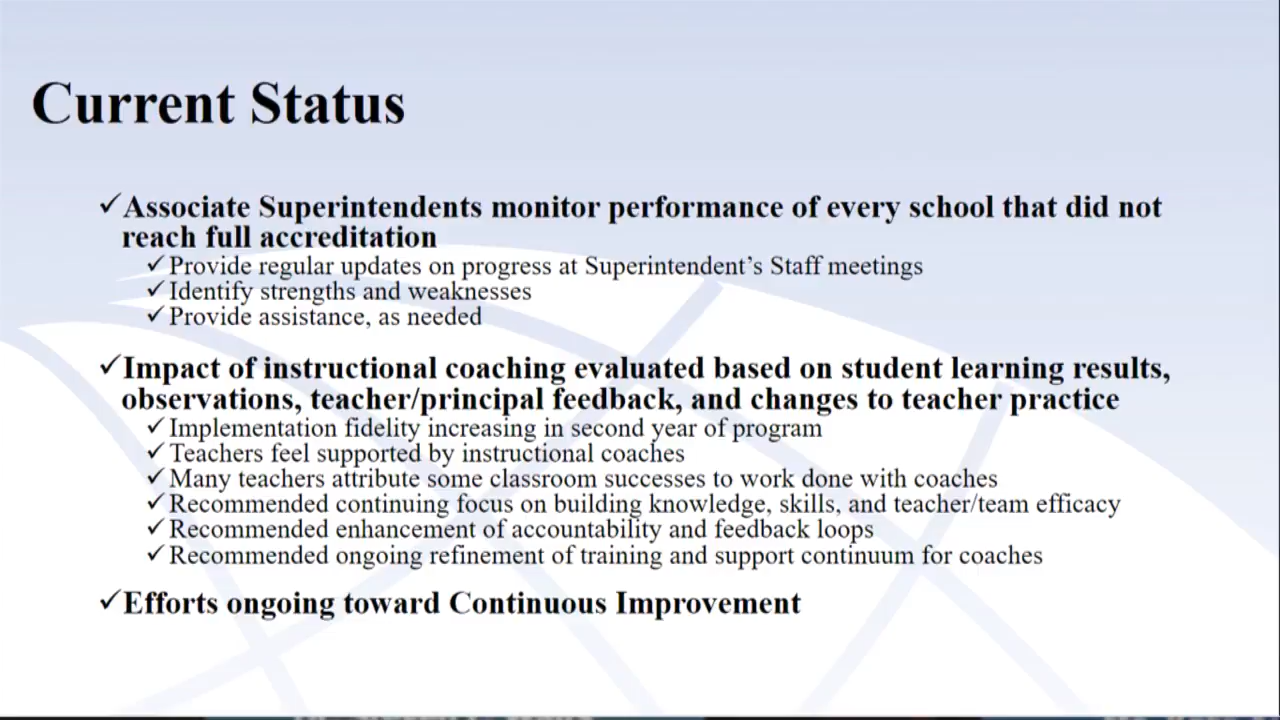 Current Status
✓Associate Superintendents monitor performance of every school that did not
reach full accreditation
✓Provide regular updates on progress at Superintendent's Staff meetings
✓Identify strengths and weaknesses
✓Provide assistance, as needed
✓Impact of instructional coaching evaluated based on student learning results,
observations, teacher/principal feedback, and changes to teacher practice
✓Implementation fidelity increasing in second year of program
✓Teachers feel supported by instructional coaches
✓Many teachers attribute some classroom successes to work done with coaches
✓Recommended continuing focus on building knowledge, skills, and teacher/team efficacy
✓Recommended enhancement of accountability and feedback loops
✓Recommended ongoing refinement of training and support continuum for coaches
✓Efforts ongoing toward Continuous Improvement